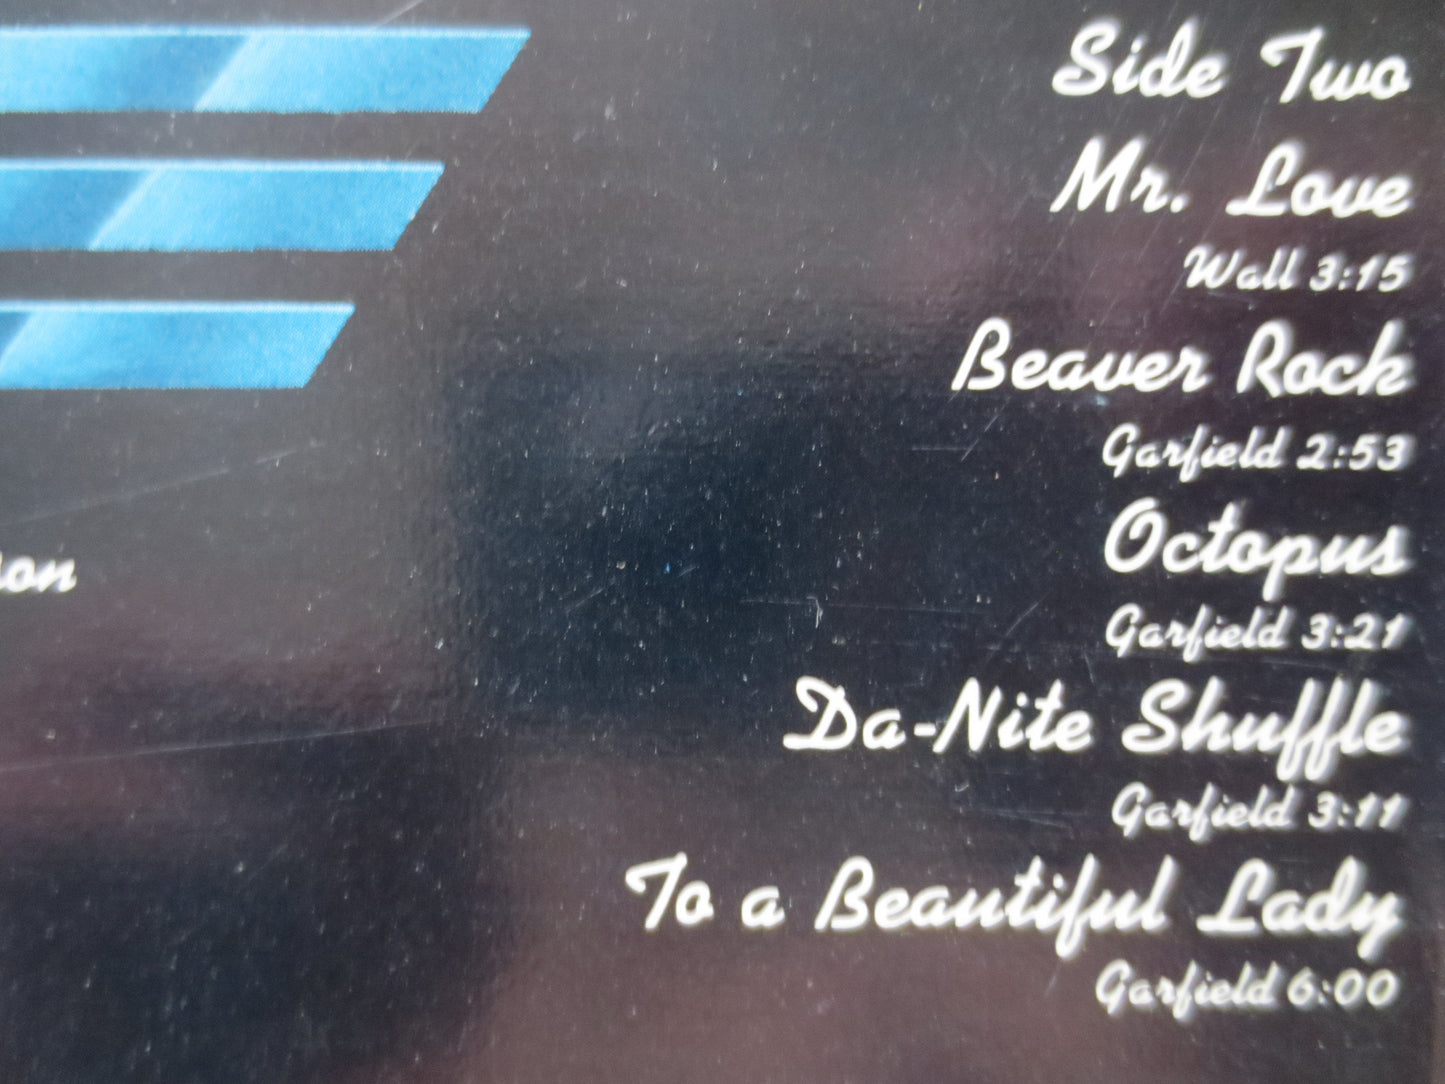 Side Two
Mr. Love
Wall 3:15
Beaver Rock
Garfield 2:53
Octopus
Garfield 3:21
Da-Nite Shuffle
Garfield 3:11
To a Beautiful Lady
Garfield 6:00